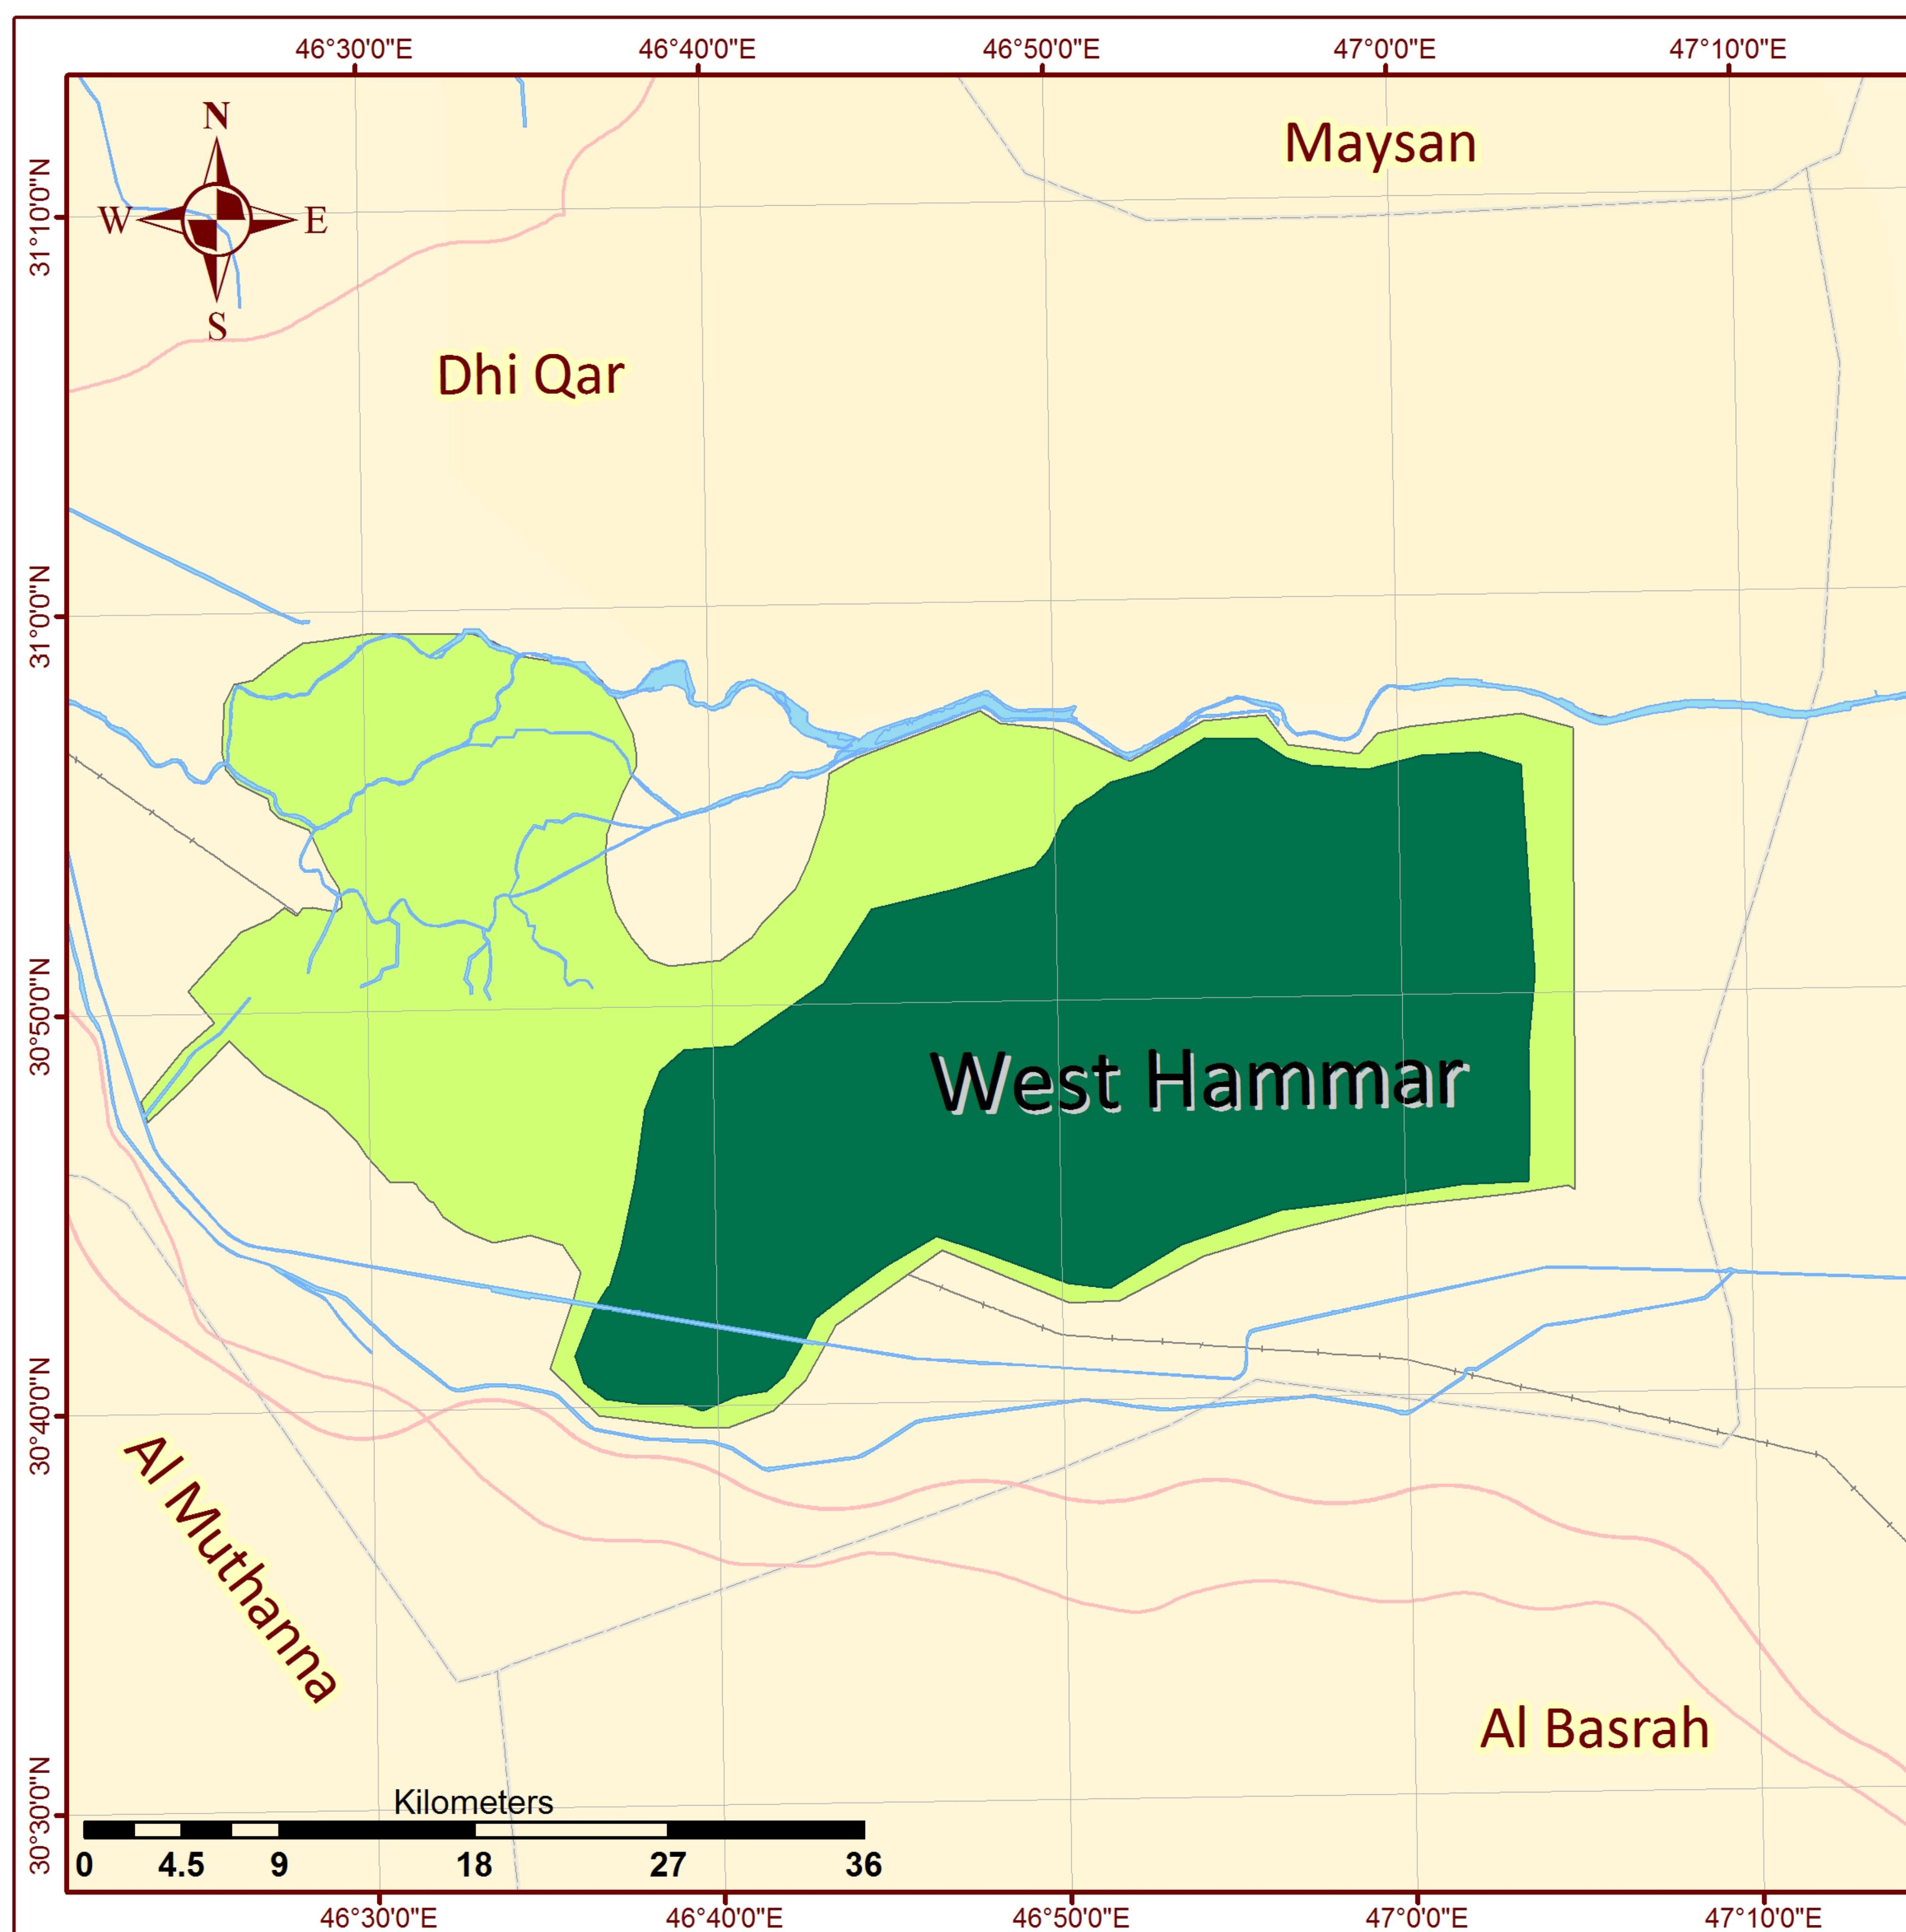 46°30'0"E 46°40'0"E 46°50'0"E 47°0'0"E 47°10'0"E
N
W E
S
Maysan
31°10'0"N
Dhi Qar
31°0'0"N
30°50'0"N
West Hammar
30°40'0"N
Al Muthanna
Al Basrah
30°30'0"N
Kilometers
0 4.5 9 18 27 36
46°30'0"E 46°40'0"E 46°50'0"E 47°0'0"E 47°10'0"E